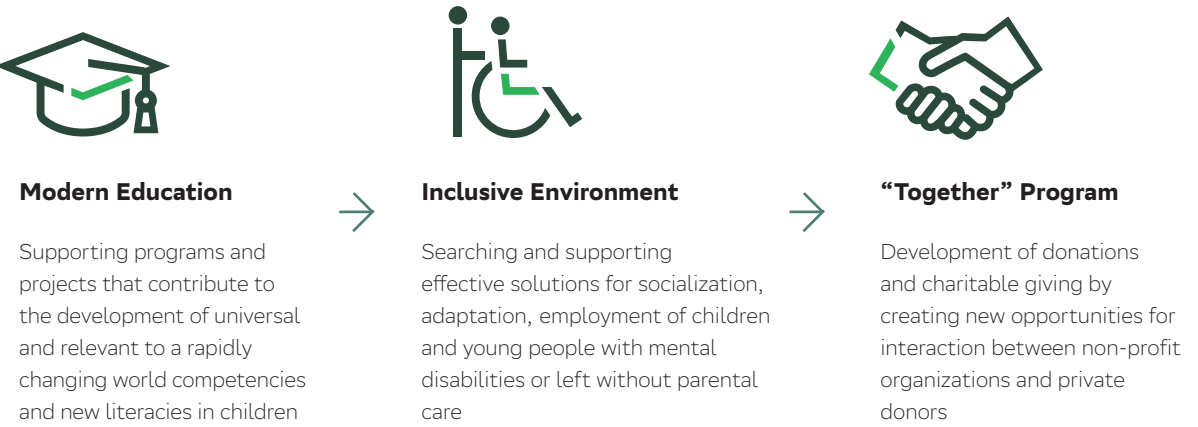 Modern Education
Supporting programs and
projects that contribute to
the development of universal
and relevant to a rapidly
changing world competencies
and new literacies in children
Inclusive Environment
Searching and supporting
effective solutions for socialization,
adaptation, employment of children
and young people with mental
disabilities or left without parental
care
“Together” Program
Development of donations
and charitable giving by
creating new opportunities for
interaction between non-profit
organizations and private
donors